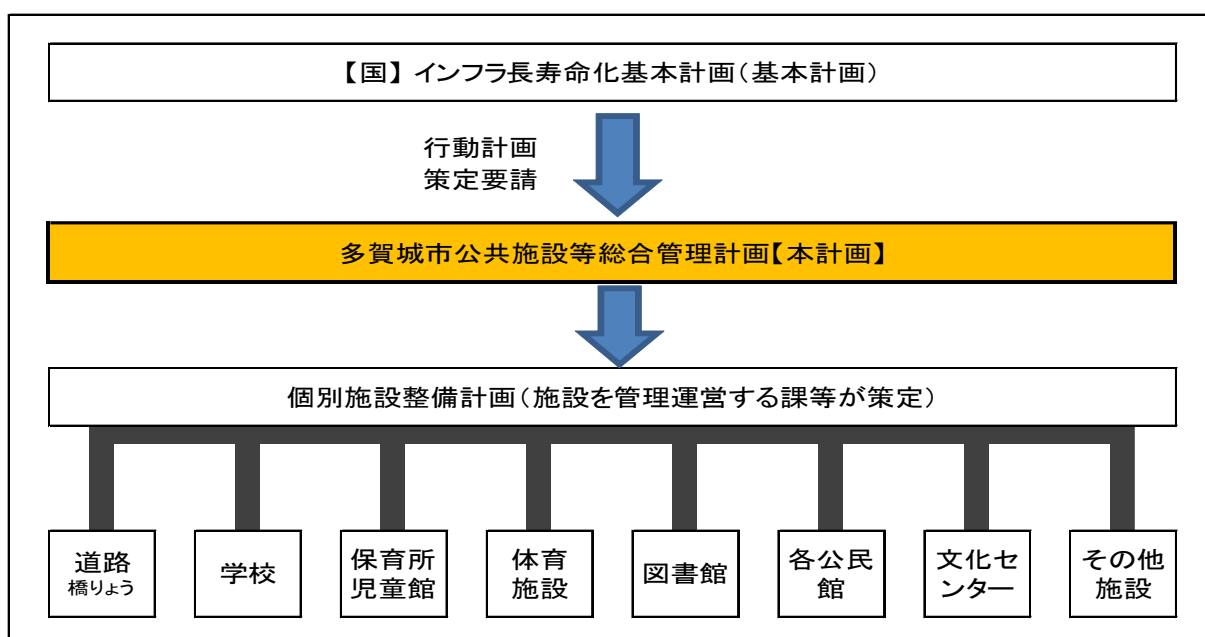 【国】 インフラ長寿命化基本計画（基本計画）
行動計画
策定要請
多賀城市公共施設等総合管理計画【本計画】
個別施設整備計画（施設を管理運営する課等が策定）
道路
橋りょう
学校
保育所
児童館
体育
施設
図書館
各公民
館
文化セ
ンター
その他
施設